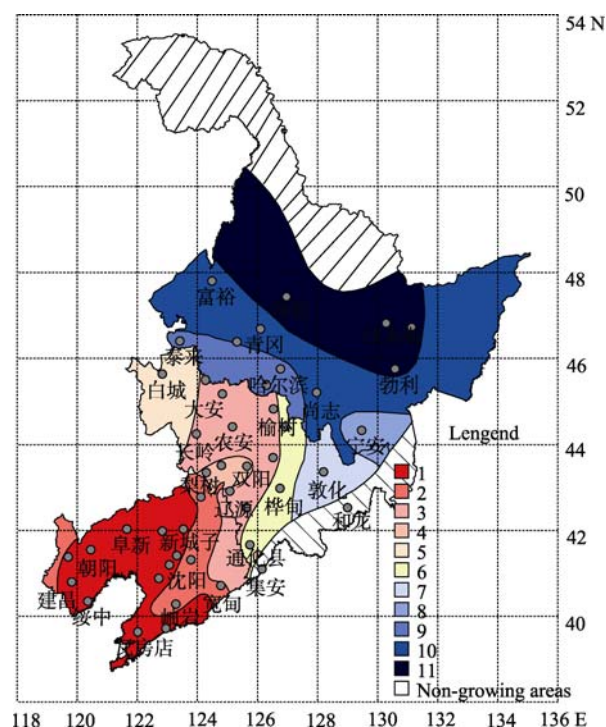 54 N
52
50
48
46
44
42
40
富裕
青冈
泰来
白城
哈尔滨
勃利
尚志
大安
榆树
宁安
长岭
农安
双阳
敦化
辽源
桦甸
和龙
阜新
新城子
通化县
朝阳
沈阳
集安
建昌
宽甸
绥中
岫岩
瓦房店
Lengend
1
2
3
4
5
6
7
8
9
10
11
Non-growing areas
118
120
122
124
126
128
130
132
134
136 E